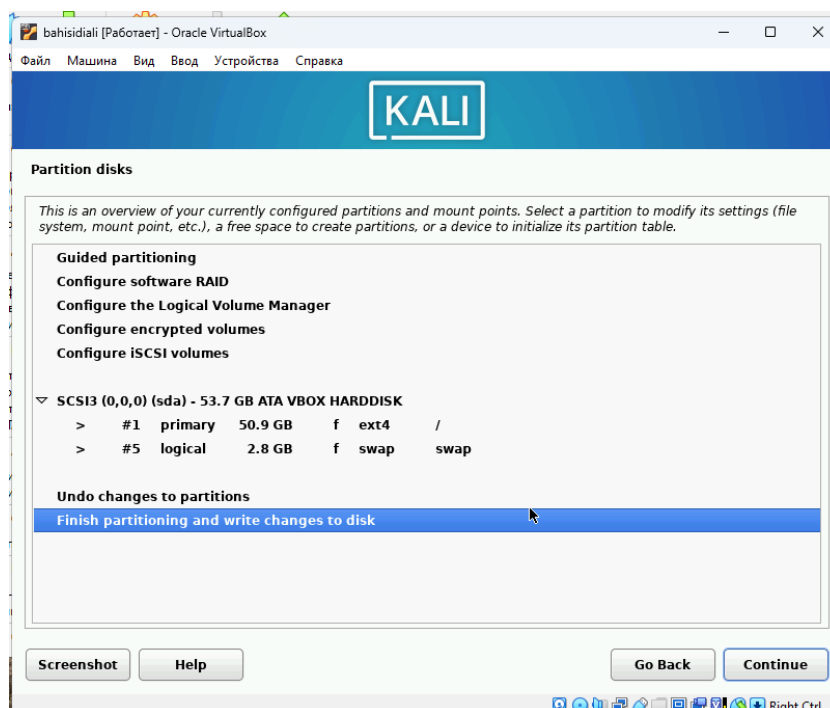 bahisidiali [Работает] - Oracle VirtualBox
Файл Машина Вид Ввод Устройства Справка
KALI
Partition disks
This is an overview of your currently configured partitions and mount points. Select a partition to modify its settings (file
system, mount point, etc.), a free space to create partitions, or a device to initialize its partition table.
Guided partitioning
Configure software RAID
Configure the Logical Volume Manager
Configure encrypted volumes
Configure iSCSI volumes
SCSI3 (0,0,0) (sda) - 53.7 GB ATA VBOX HARDDISK
> #1 primary 50.9 GB f ext4 /
> #5 logical 2.8 GB f swap swap
Undo changes to partitions
Finish partitioning and write changes to disk
Screenshot Help Go Back Continue
Right Ctrl